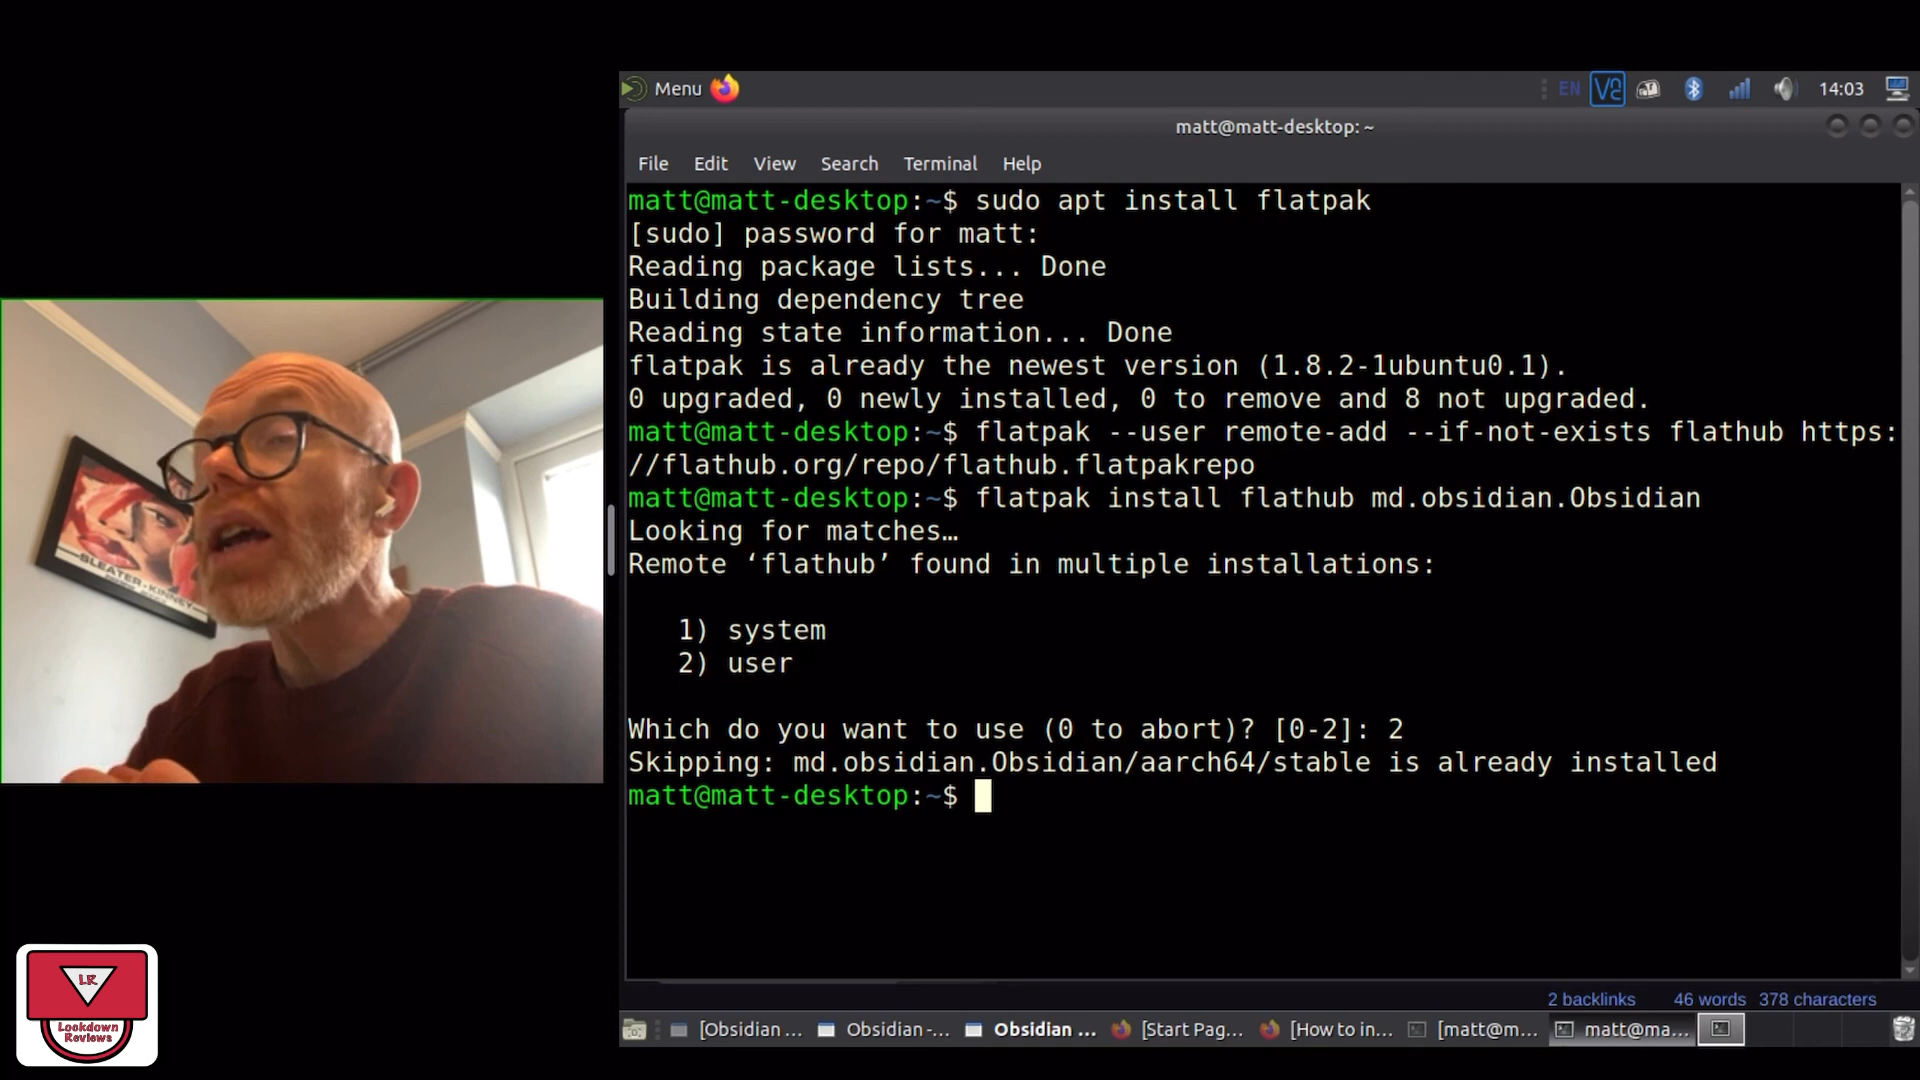 Menu
EN
14:03
matt@matt-desktop: ~
File Edit View Search Terminal Help
matt@matt-desktop:~$ sudo apt install flatpak
[sudo] password for matt:
Reading package lists... Done
Building dependency tree
Reading state information... Done
flatpak is already the newest version (1.8.2-1ubuntu0.1).
0 upgraded, 0 newly installed, 0 to remove and 8 not upgraded.
matt@matt-desktop:~$ flatpak --user remote-add --if-not-exists flathub https:
//flathub.org/repo/flathub.flatpakrepo
matt@matt-desktop:~$ flatpak install flathub md.obsidian.Obsidian
Looking for matches…
Remote ‘flathub’ found in multiple installations:
1) system
2) user
Which do you want to use (0 to abort)? [0-2]: 2
Skipping: md.obsidian.Obsidian/aarch64/stable is already installed
matt@matt-desktop:~$
2 backlinks 46 words 378 characters
[Obsidian ... Obsidian -... Obsidian ... [Start Pag... [How to in... [matt@m... matt@ma...
SLEATER-KINNEY
LR
Lockdown
Reviews